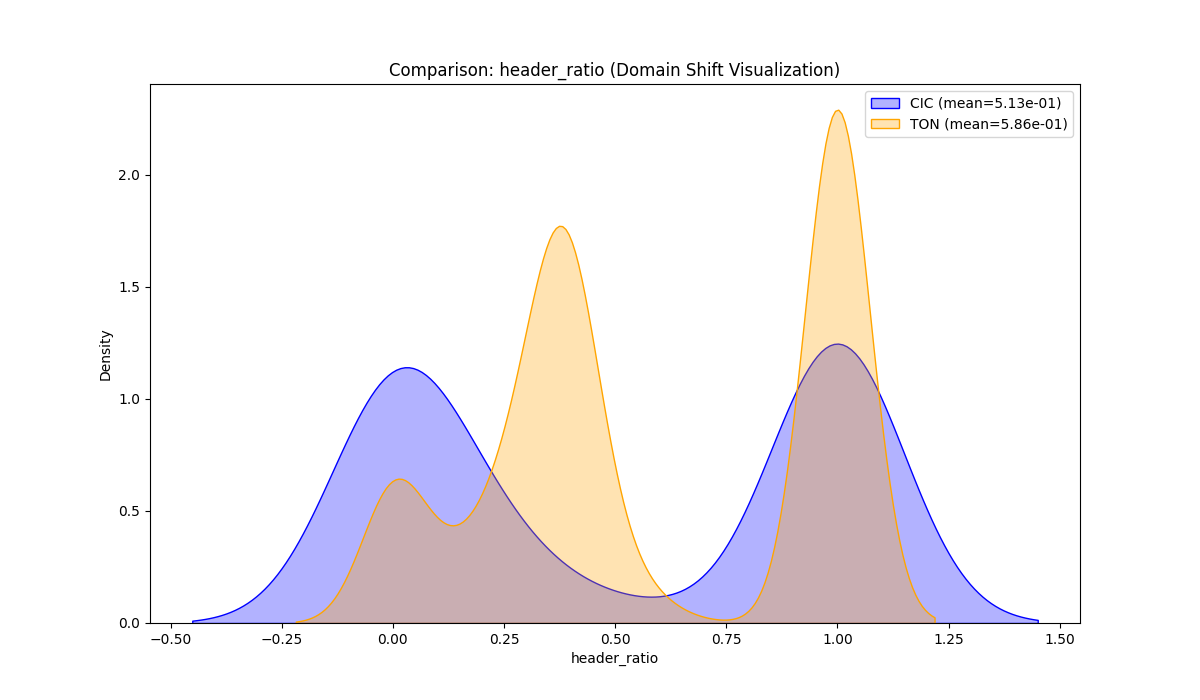 Comparison: header_ratio (Domain Shift Visualization)
CIC (mean=5.13e-01)
TON (mean=5.86e-01)
Density
2.0
1.5
1.0
0.5
0.0
−0.50 −0.25 0.00 0.25 0.50 0.75 1.00 1.25 1.50
header_ratio